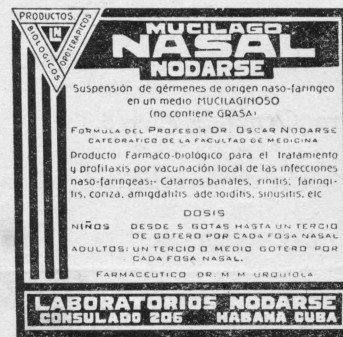 PRODUCTOS
BIOLOGICOS
OPOTERAPICOS
IN
MUCILAGO
NASAL
NODARSE
Suspensión de gérmenes de origen naso-faringeo
en un medio MUCILAGINOSO
(no contiene GRASA)
FORMULA DEL PROFESOR DR. OSCAR NODARSE
CATEDRATICO DE LA FACULTAD DE MEDICINA
Producto Farmaco-biológico para el tratamiento
y profilaxis por vacunación local de las infecciones
naso-faringeas:- Catarros banales, rinitis; faringi-
tis, coriza, amigdalitis, adenoiditis, sinusitis, etc
DOSIS
NIÑOS DESDE 5 GOTAS HASTA UN TERCIO
DE GOTERO POR CADA FOSA NASAL
ADULTOS: UN TERCIO O MEDIO GOTERO POR
CADA FOSA NASAL.
FARMACEUTICO DR. M. M. URQUIOLA
LABORATORIOS NODARSE
CONSULADO 206 HABANA, CUBA